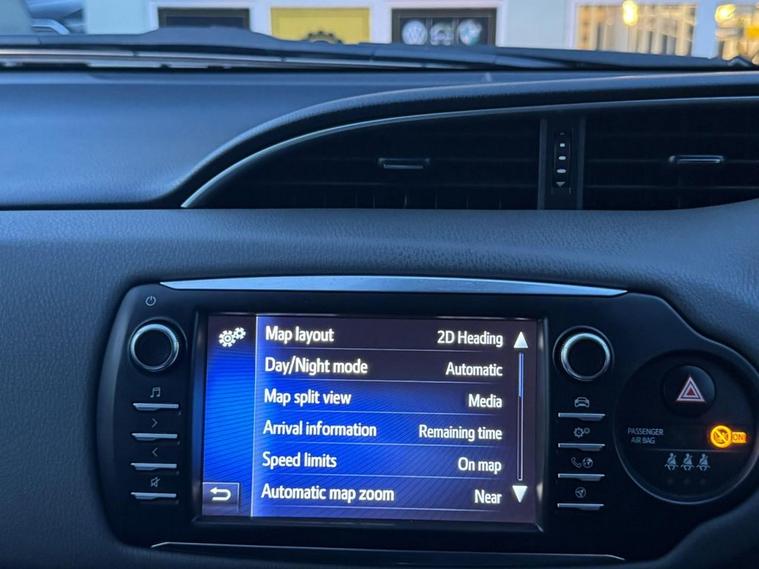 Map layout 2D Heading
Day/Night mode Automatic
Map split view Media
Arrival information Remaining time
Speed limits On map
Automatic map zoom Near
PASSENGER
AIR BAG
ON